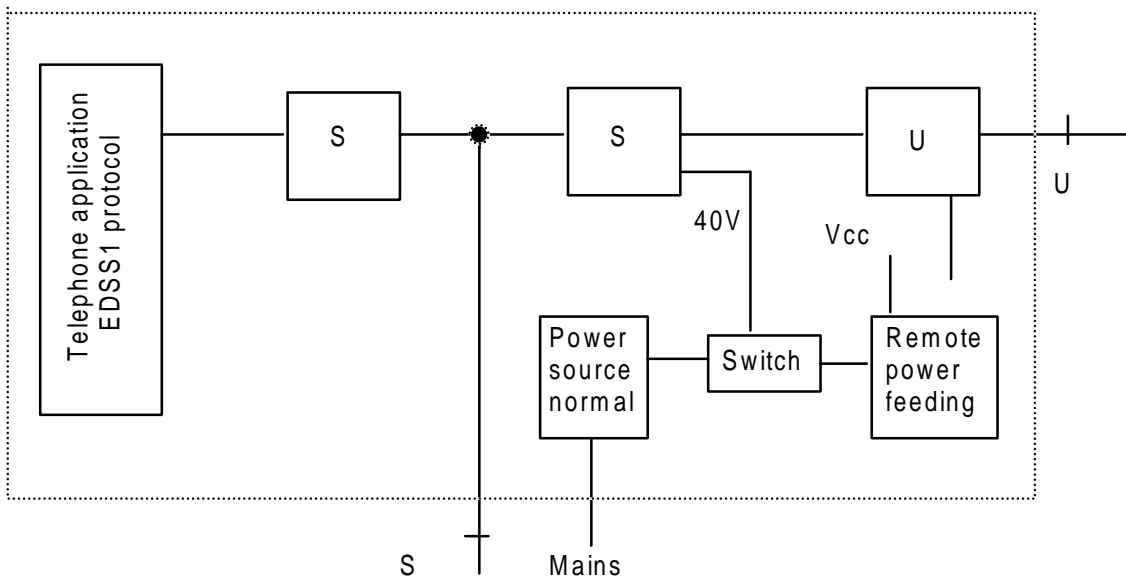 Telephone application
EDSS1 protocol
S
S
U
U
40V
Vcc
Power
source
normal
Switch
Remote
power
feeding
S
Mains